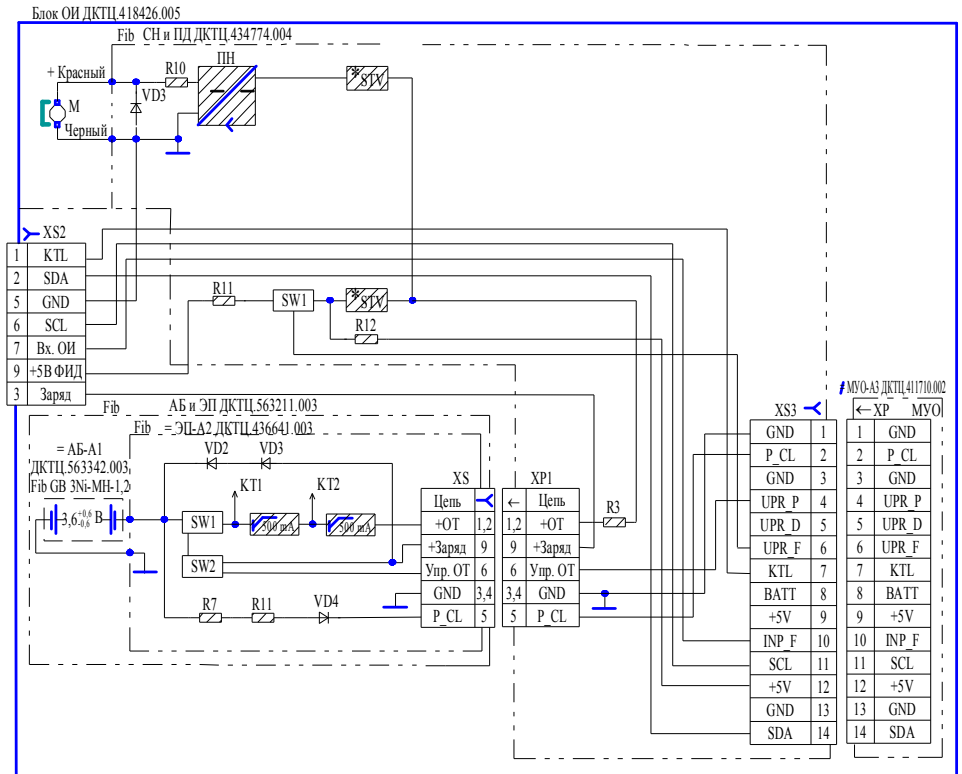 Блок ОИ ДКТЦ.418426.005
Fib СН и ПД ДКТЦ.434774.004
ПН
+ Красный
R10
*
STV
М
VD3
Черный
XS2
1 KTL
2 SDA
5 GND
6 SCL
7 Вх. ОИ
9 +5В ФИД
3 Заряд
R11
SW1
*
STV
R12
Fib АБ и ЭП ДКТЦ.563211.003
Fib = ЭП-А2 ДКТЦ.436641.003
= АБ-А1
ДКТЦ.563342.003
Fib GB 3Ni-MH-1,2
3,6 +0,6 -0,6 В
VD2 VD3
KT1 KT2
SW1
500 mA
500 mA
SW2
R7 R11 VD4
XS
Цепь
+ОТ 1,2
+Заряд 9
Упр. ОТ 6
GND 3,4
P_CL 5
XP1
← Цепь
1,2 +ОТ
9 +Заряд
6 Упр. ОТ
3,4 GND
5 P_CL
R3
XS3
GND 1
P_CL 2
GND 3
UPR_P 4
UPR_D 5
UPR_F 6
KTL 7
BATT 8
+5V 9
INP_F 10
SCL 11
+5V 12
GND 13
SDA 14
# МУО-А3 ДКТЦ.411710.002
← XP МУО
1 GND
2 P_CL
3 GND
4 UPR_P
5 UPR_D
6 UPR_F
7 KTL
8 BATT
9 +5V
10 INP_F
11 SCL
12 +5V
13 GND
14 SDA